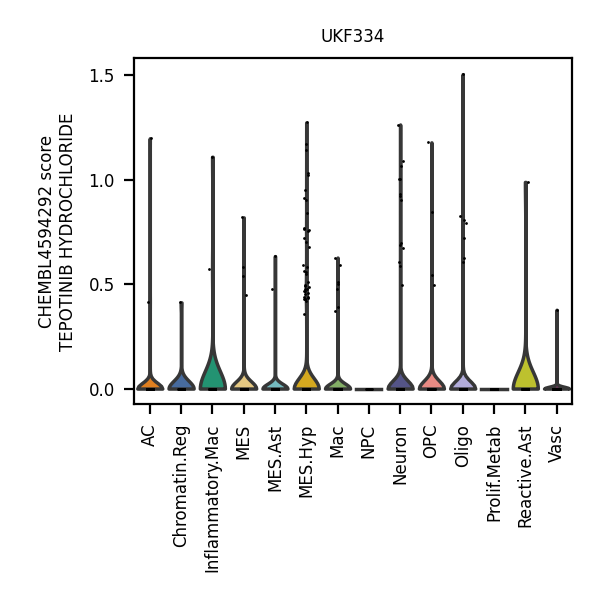 UKF334
CHEMBL4594292 score
TEPOTINIB HYDROCHLORIDE
1.5
1.0
0.5
0.0
AC
Chromatin.Reg
Inflammatory.Mac
MES
MES.Ast
MES.Hyp
Mac
NPC
Neuron
OPC
Oligo
Prolif.Metab
Reactive.Ast
Vasc